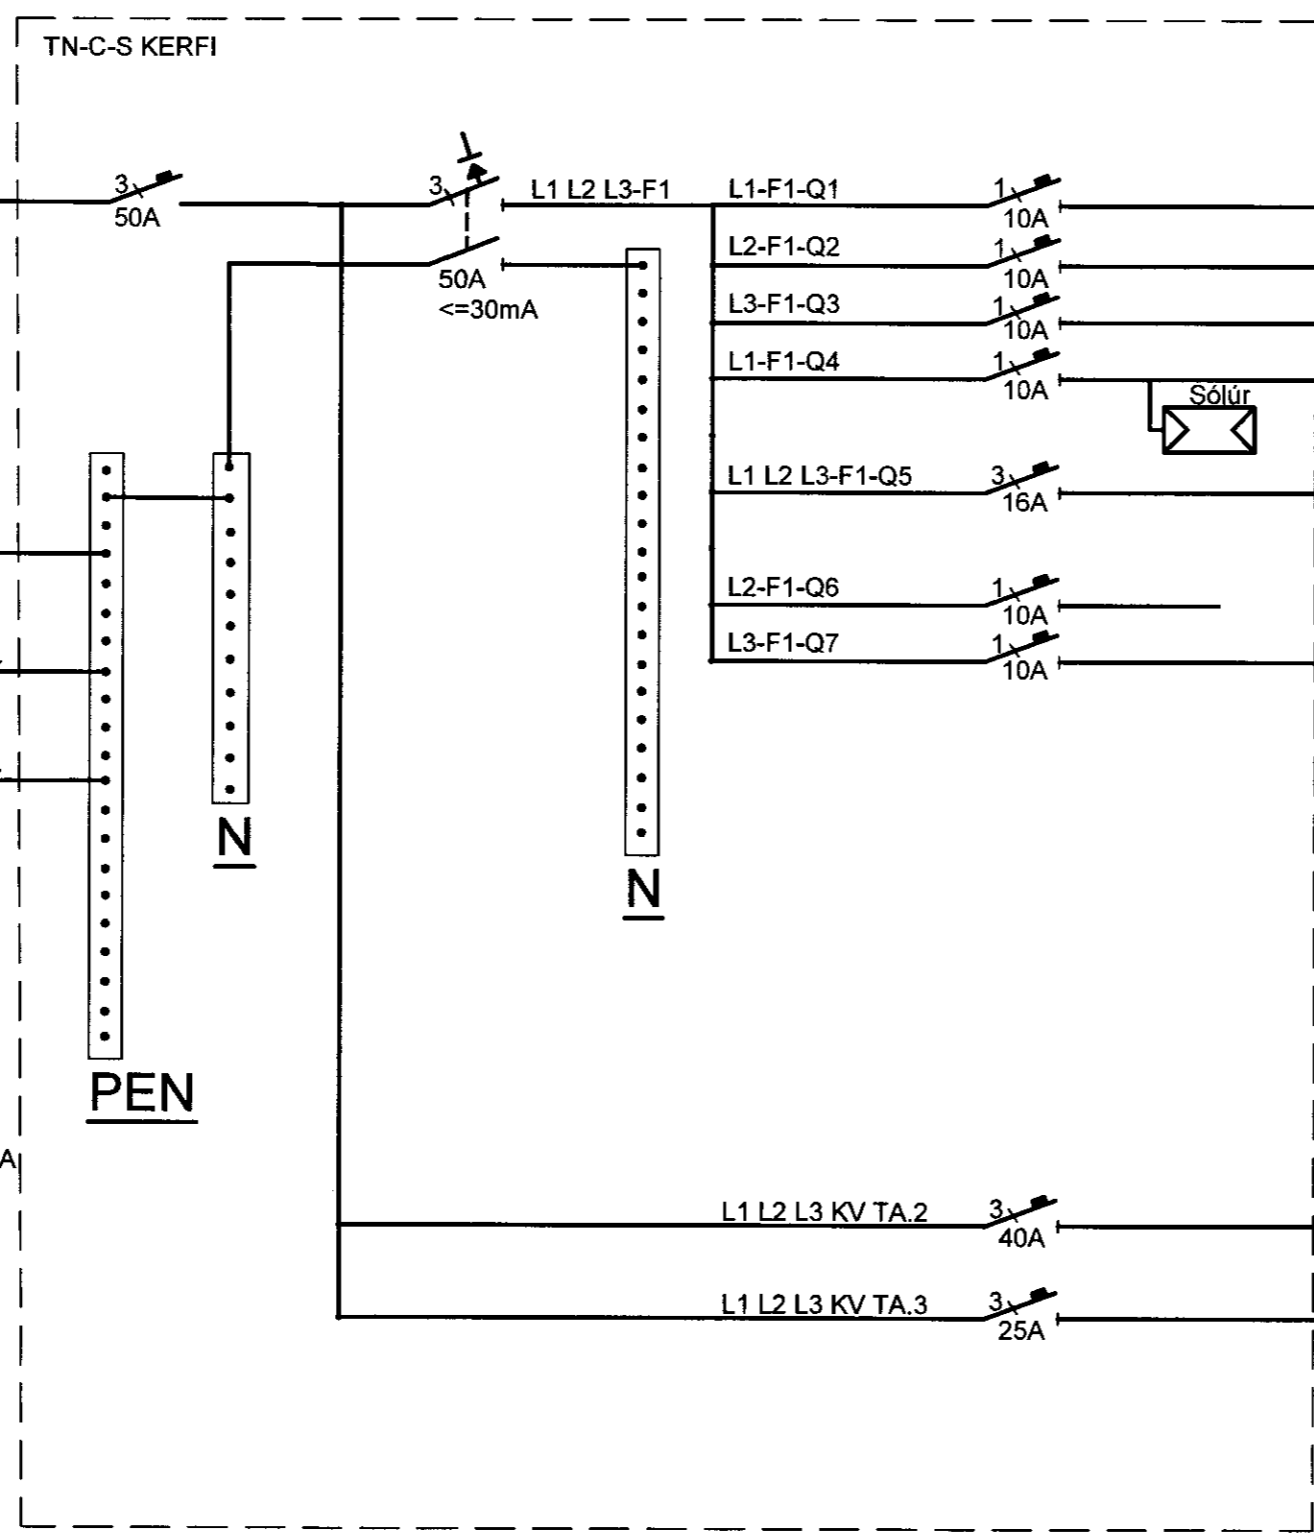 TN-C-S KERFI
3
50A
3
50A
<=30mA
L1 L2 L3-F1
L1-F1-Q1
1
10A
L2-F1-Q2
1
10A
L3-F1-Q3
1
10A
L1-F1-Q4
1
10A
Sólúr
L1 L2 L3-F1-Q5
3
16A
L2-F1-Q6
1
10A
L3-F1-Q7
1
10A
N
N
PEN
A
L1 L2 L3 KV TA.2
3
40A
L1 L2 L3 KV TA.3
3
25A